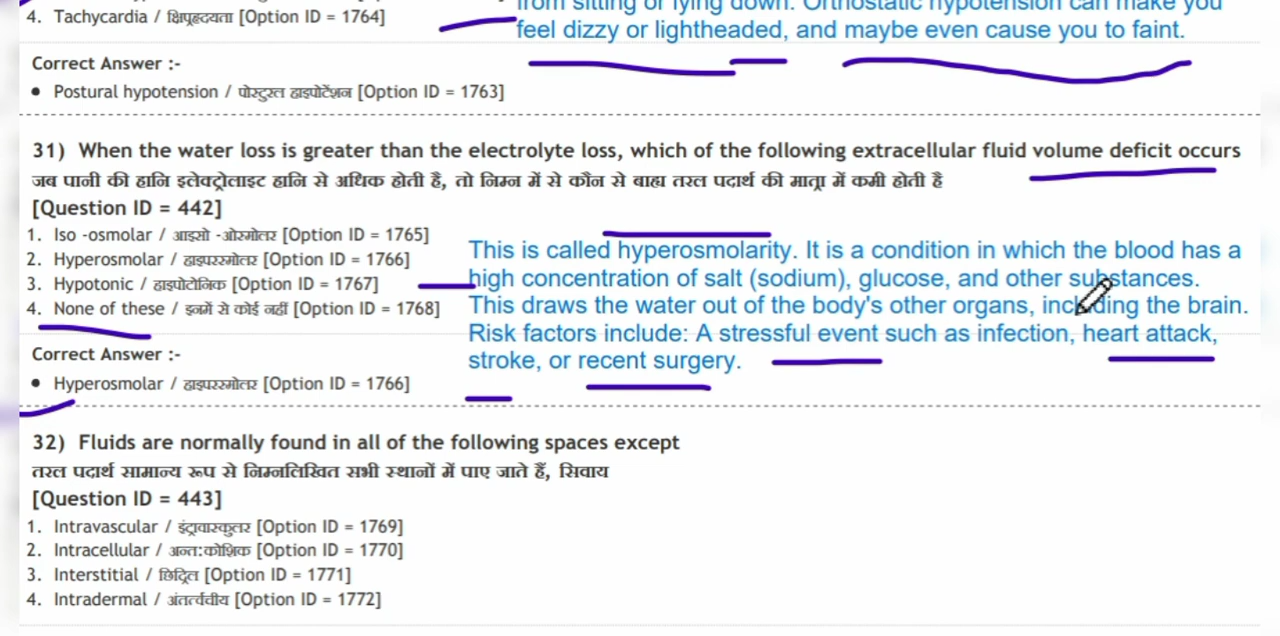 from sitting or lying down. Orthostatic hypotension can make you
4. Tachycardia / क्षिप्रहृदयता [Option ID = 1764]
feel dizzy or lightheaded, and maybe even cause you to faint.
Correct Answer :-
• Postural hypotension / पोस्टुरल हाइपोटेंशन [Option ID = 1763]
31) When the water loss is greater than the electrolyte loss, which of the following extracellular fluid volume deficit occurs
जब पानी की हानि इलेक्ट्रोलाइट हानि से अधिक होती है, तो निम्न में से कौन से बाह्य तरल पदार्थ की मात्रा में कमी होती है
[Question ID = 442]
1. Iso -osmolar / आइसो -ओस्मोलर [Option ID = 1765]
2. Hyperosmolar / हाइपरस्मोलर [Option ID = 1766]
3. Hypotonic / हाइपोटोनिक [Option ID = 1767]
4. None of these / इनमें से कोई नहीं [Option ID = 1768]
This is called hyperosmolarity. It is a condition in which the blood has a
high concentration of salt (sodium), glucose, and other substances.
This draws the water out of the body's other organs, including the brain.
Risk factors include: A stressful event such as infection, heart attack,
stroke, or recent surgery.
Correct Answer :-
• Hyperosmolar / हाइपरस्मोलर [Option ID = 1766]
32) Fluids are normally found in all of the following spaces except
तरल पदार्थ सामान्य रूप से निम्नलिखित सभी स्थानों में पाए जाते हैं, सिवाय
[Question ID = 443]
1. Intravascular / इंट्रावास्कुलर [Option ID = 1769]
2. Intracellular / अन्त:कोशिक [Option ID = 1770]
3. Interstitial / छिद्रिल [Option ID = 1771]
4. Intradermal / अंतर्त्वचीय [Option ID = 1772]